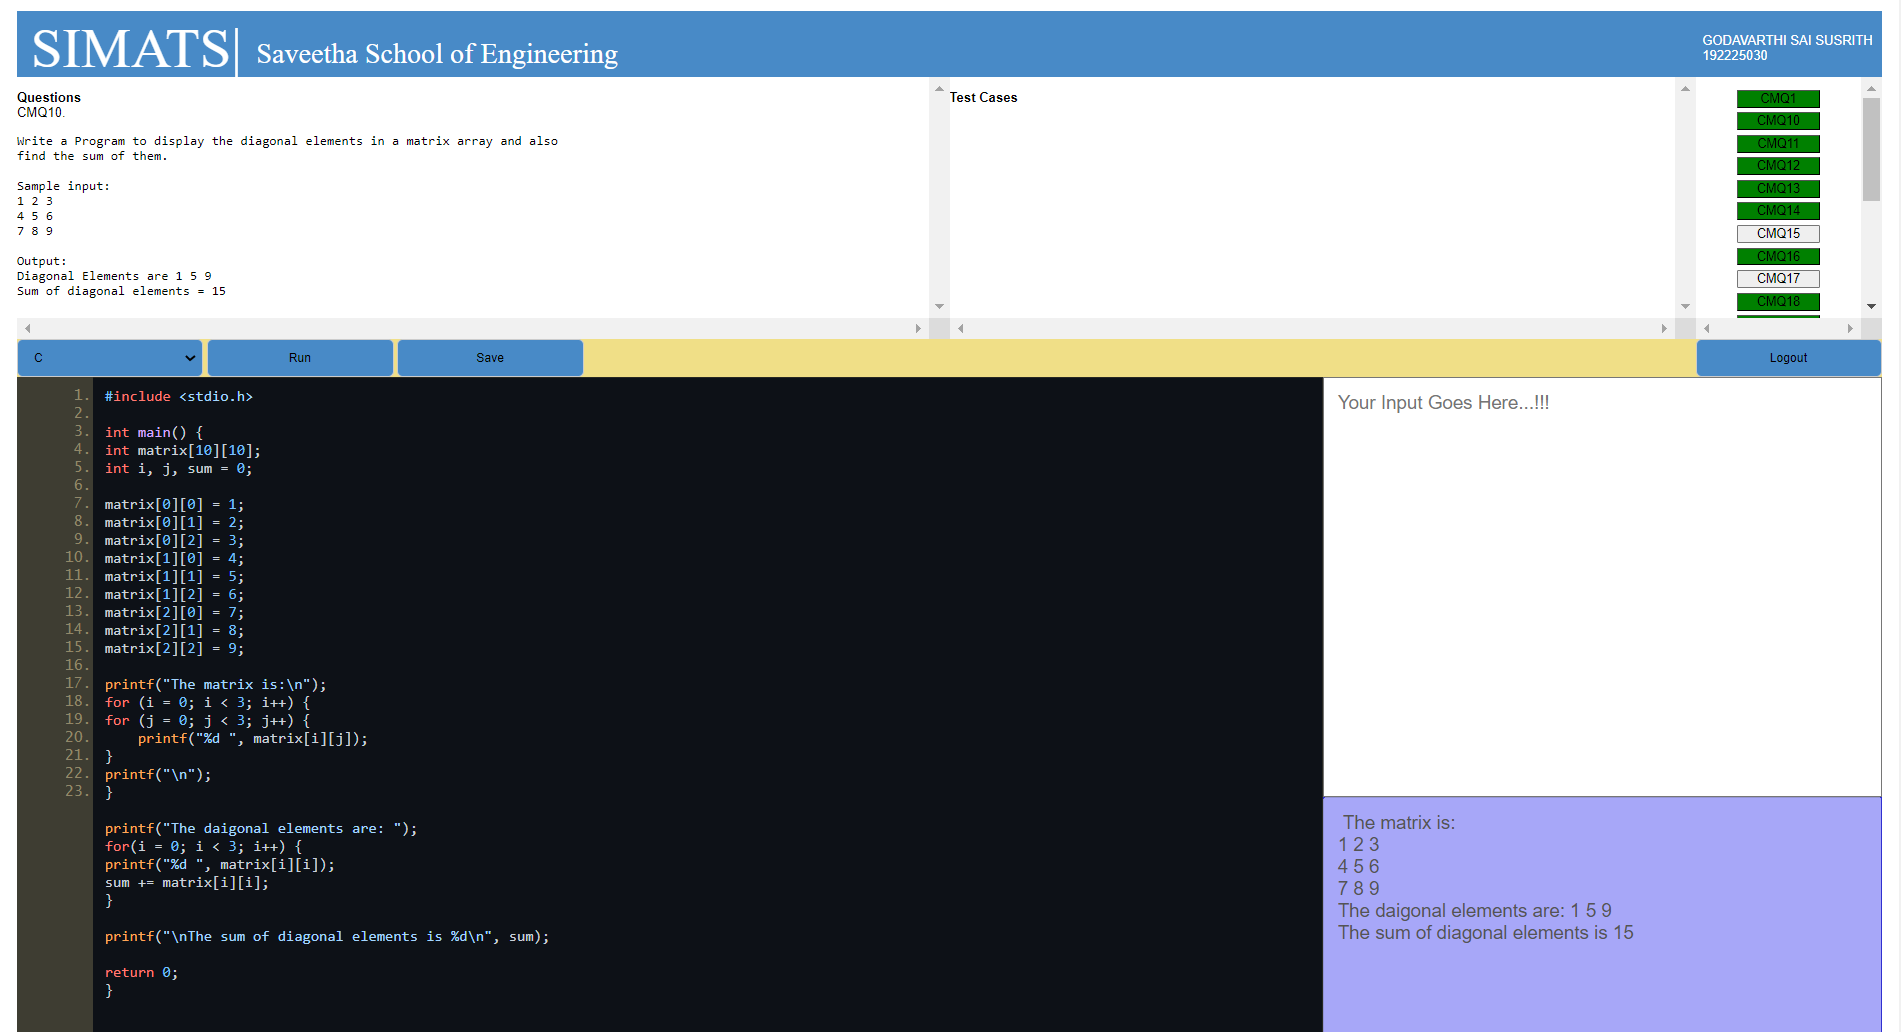 SIMATS| Saveetha School of Engineering
GODAVARTHI SAI SUSRITH
192225030
Questions
CMQ10.
Write a Program to display the diagonal elements in a matrix array and also
find the sum of them.
Sample input:
1 2 3
4 5 6
7 8 9
Output:
Diagonal Elements are 1 5 9
Sum of diagonal elements = 15
Test Cases
CMQ1
CMQ10
CMQ11
CMQ12
CMQ13
CMQ14
CMQ15
CMQ16
CMQ17
CMQ18
C
Run
Save
Logout
1. #include <stdio.h>
2.
3. int main() {
4. int matrix[10][10];
5. int i, j, sum = 0;
6.
7. matrix[0][0] = 1;
8. matrix[0][1] = 2;
9. matrix[0][2] = 3;
10. matrix[1][0] = 4;
11. matrix[1][1] = 5;
12. matrix[1][2] = 6;
13. matrix[2][0] = 7;
14. matrix[2][1] = 8;
15. matrix[2][2] = 9;
16.
17. printf("The matrix is:\n");
18. for (i = 0; i < 3; i++) {
19. for (j = 0; j < 3; j++) {
20. printf("%d ", matrix[i][j]);
21. }
22. printf("\n");
23. }
printf("The daigonal elements are: ");
for(i = 0; i < 3; i++) {
printf("%d ", matrix[i][i]);
sum += matrix[i][i];
}
printf("\nThe sum of diagonal elements is %d\n", sum);
return 0;
}
Your Input Goes Here...!!!
The matrix is:
1 2 3
4 5 6
7 8 9
The daigonal elements are: 1 5 9
The sum of diagonal elements is 15